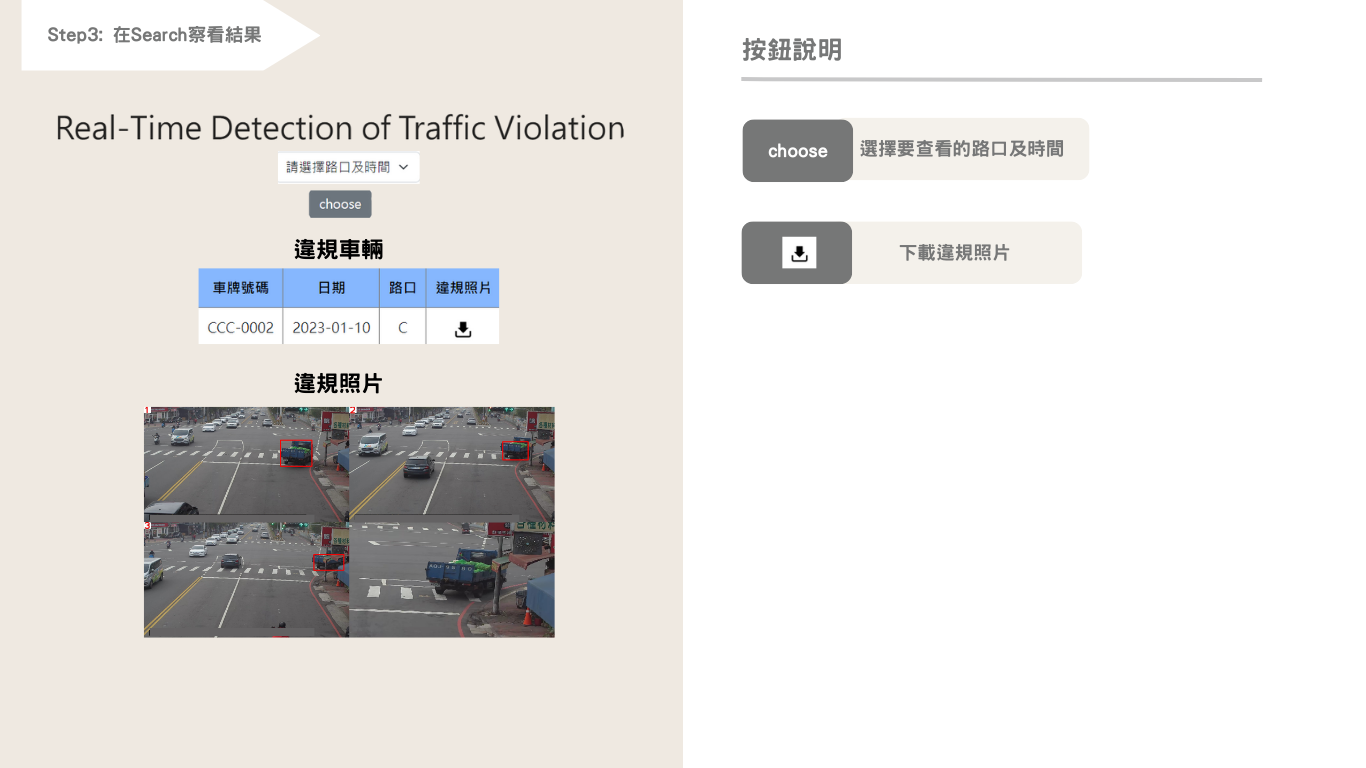 Step3: 在Search察看結果
Real-Time Detection of Traffic Violation
請選擇路口及時間
choose
違規車輛
車牌號碼 日期 路口 違規照片
CCC-0002 2023-01-10 C
違規照片
1 2
3
按鈕說明
choose 選擇要查看的路口及時間
下載違規照片